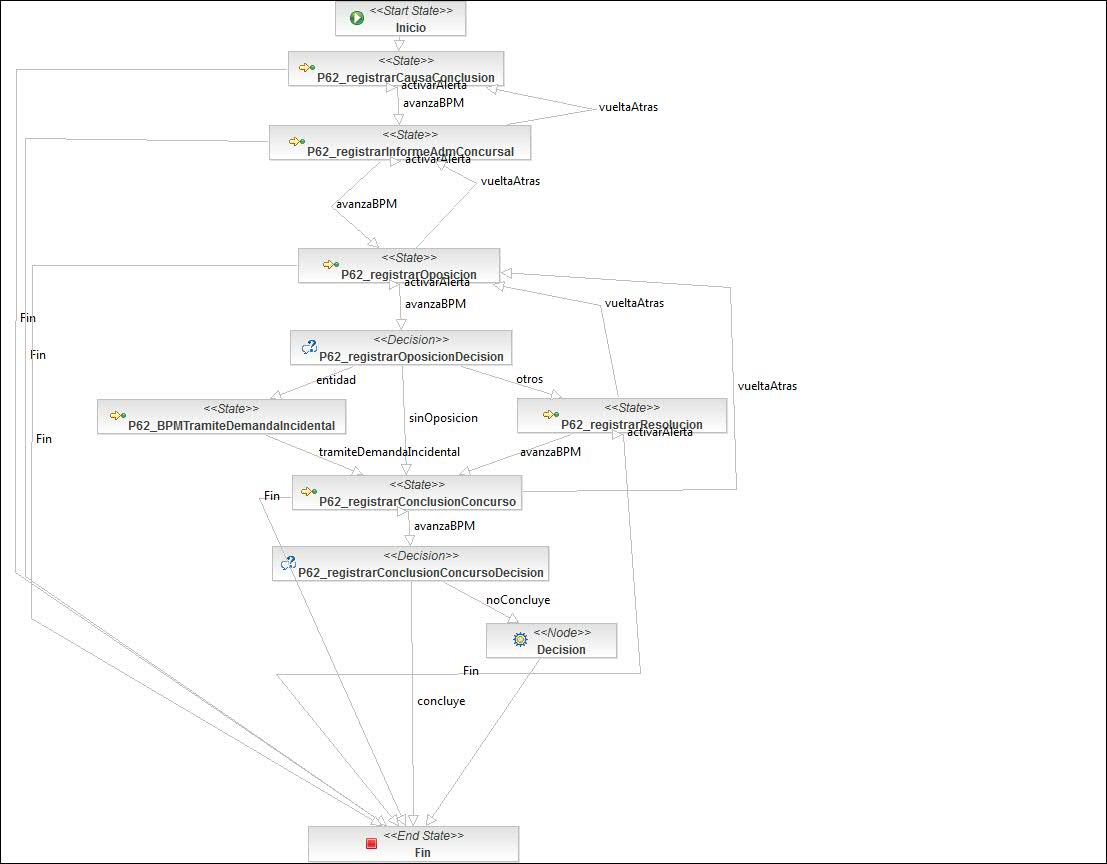 <<Start State>>
Inicio
<<State>>
P62_registrarCausaConclusion
activarAlerta
avanzaBPM
vueltaAtras
<<State>>
P62_registrarInformeAdmConcursal
activarAlerta
vueltaAtras
avanzaBPM
<<State>>
P62_registrarOposicion
activarAlerta
avanzaBPM
vueltaAtras
Fin
<<Decision>>
P62_registrarOposicionDecision
Fin
entidad
otros
vueltaAtras
<<State>>
P62_BPMTramiteDemandaIncidental
sinOposicion
<<State>>
P62_registrarResolucion
activarAlerta
Fin
tramiteDemandaIncidental
avanzaBPM
<<State>>
P62_registrarConclusionConcurso
Fin
avanzaBPM
<<Decision>>
P62_registrarConclusionConcursoDecision
noConcluye
<<Node>>
Decision
Fin
concluye
<<End State>>
Fin